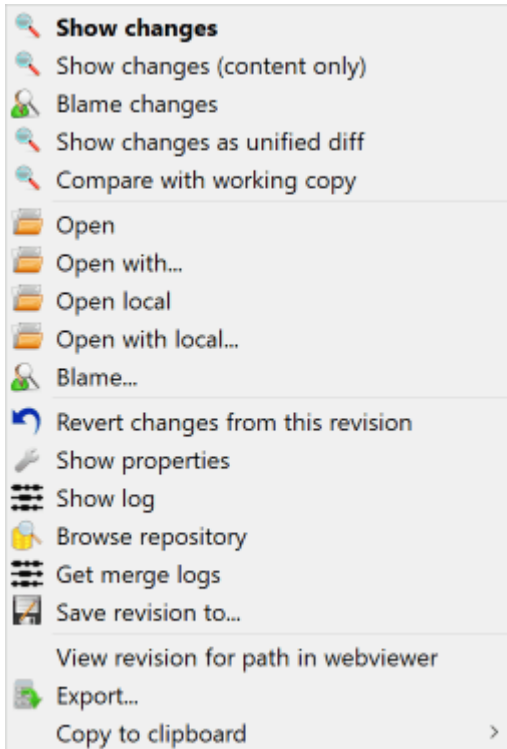 Show changes
Show changes (content only)
Blame changes
Show changes as unified diff
Compare with working copy
Open
Open with...
Open local
Open with local...
Blame...
Revert changes from this revision
Show properties
Show log
Browse repository
Get merge logs
Save revision to...
View revision for path in webviewer
Export...
Copy to clipboard